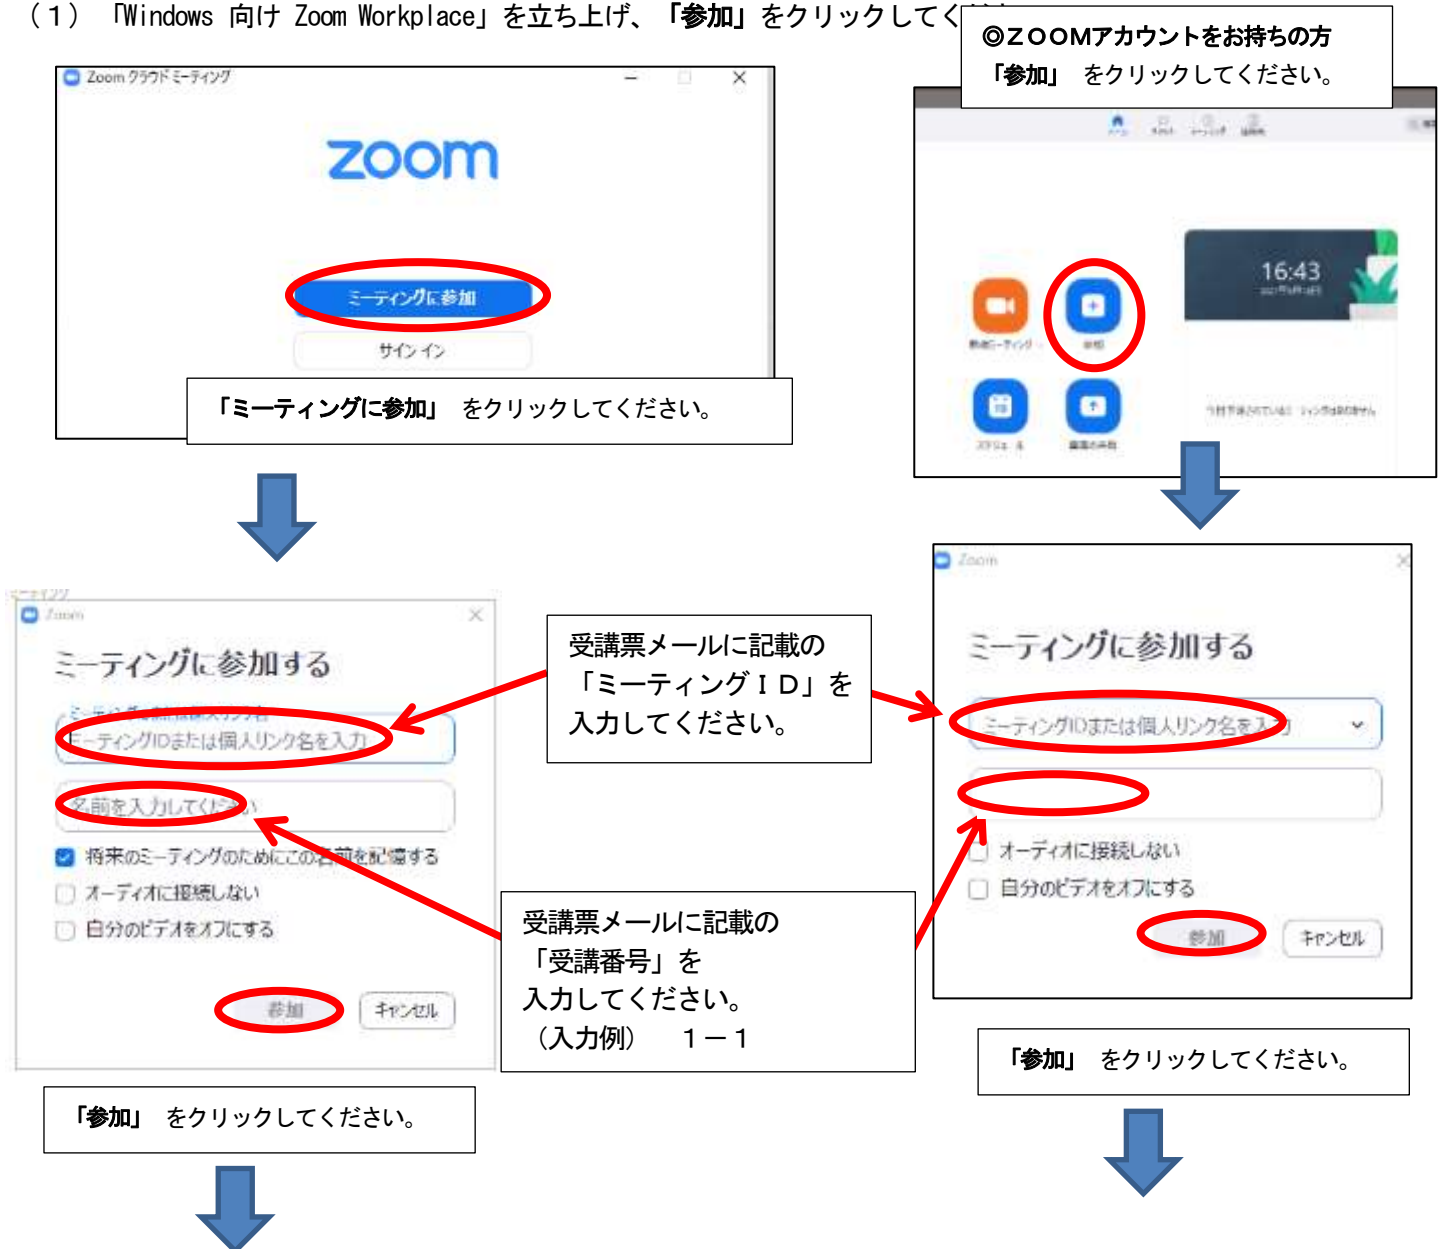 （１）「Windows 向け Zoom Workplace」を立ち上げ、「参加」をクリックしてく
◎ＺＯＯＭアカウントをお持ちの方
「参加」 をクリックしてください。
Zoom クラウド ミーティング
zoom
ミーティングに参加
サイン イン
「ミーティングに参加」 をクリックしてください。
16:43
Zoom
ミーティングに参加する
ミーティングIDまたは個人リンク名を入力
名前を入力してください
将来のミーティングのためにこの名前を記憶する
オーディオに接続しない
自分のビデオをオフにする
参加
キャンセル
「参加」 をクリックしてください。
受講票メールに記載の
「ミーティングＩＤ」を
入力してください。
受講票メールに記載の
「受講番号」を
入力してください。
（入力例） １－１
Zoom
ミーティングに参加する
ミーティングIDまたは個人リンク名を入力
オーディオに接続しない
自分のビデオをオフにする
参加
キャンセル
「参加」 をクリックしてください。